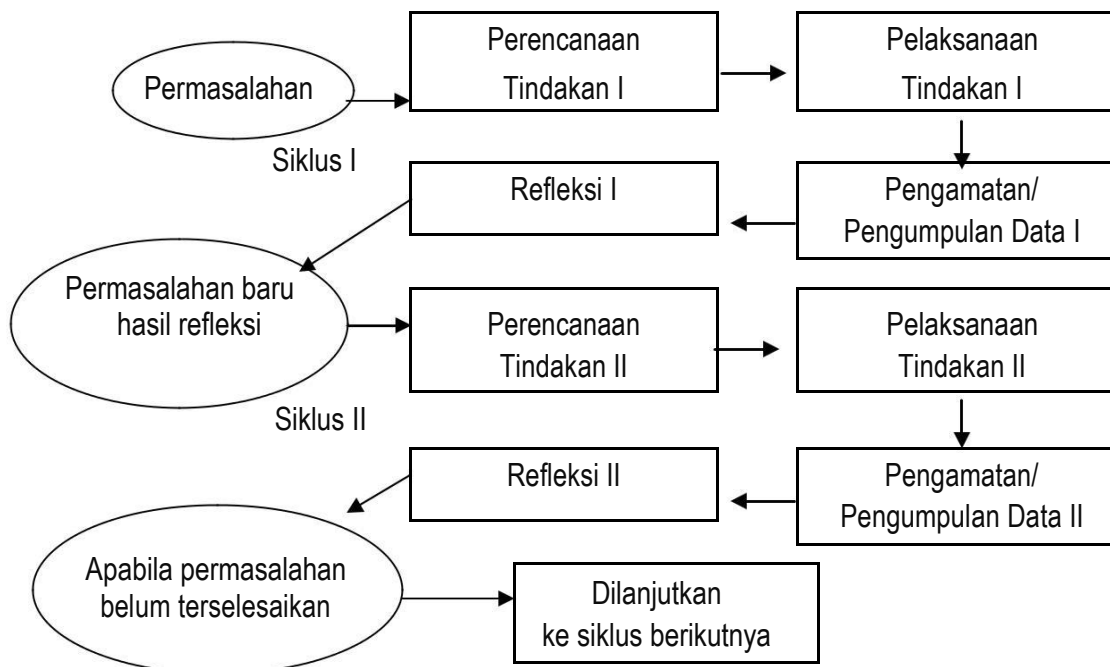 Permasalahan
Perencanaan
Tindakan I
Pelaksanaan
Tindakan I
Siklus I
Pengamatan/
Pengumpulan Data I
Refleksi I
Permasalahan baru
hasil refleksi
Perencanaan
Tindakan II
Pelaksanaan
Tindakan II
Siklus II
Pengamatan/
Pengumpulan Data II
Refleksi II
Apabila permasalahan
belum terselesaikan
Dilanjutkan
ke siklus berikutnya